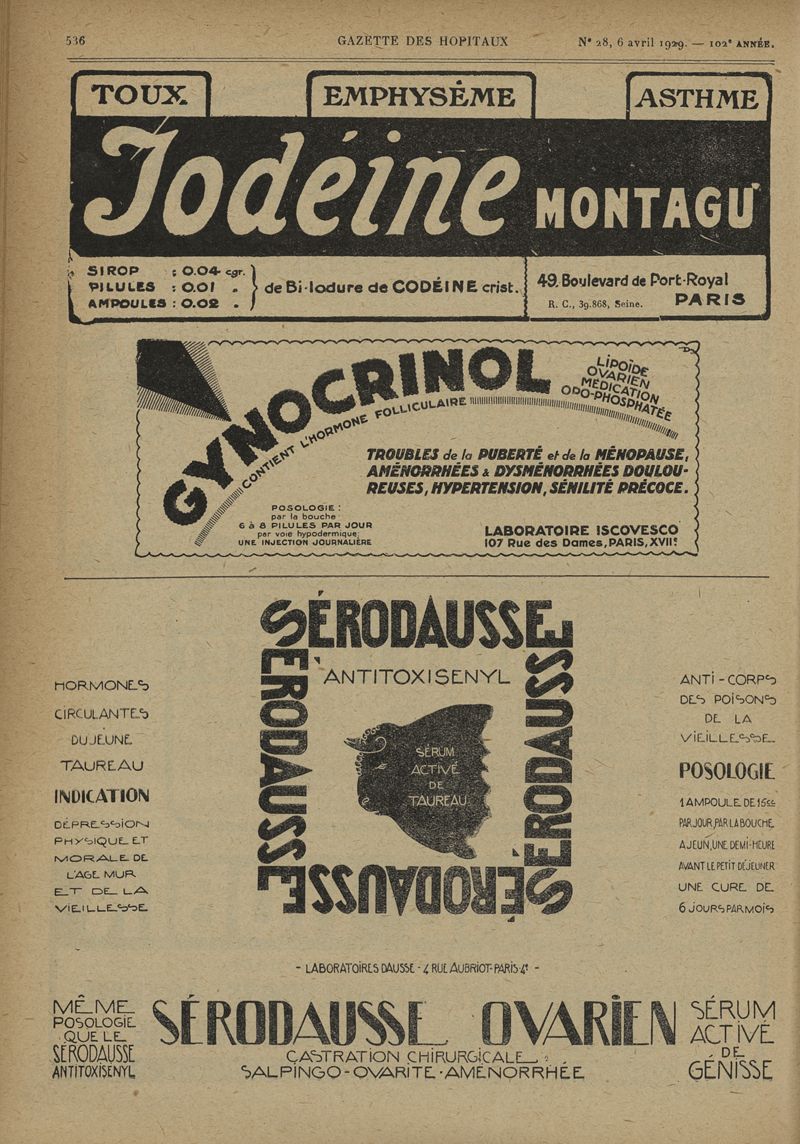 536
GAZETTE DES HOPITAUX
N° 28, 6 avril 1929. — 102e ANNÉE.
TOUX
EMPHYSÊME
ASTHME
Iodéine MONTAGU
SIROP : 0.04 cgr.
PILULES : 0.01 „
AMPOULES : 0.02 „
de Bi-Iodure de CODÉINE crist.
49, Boulevard de Port-Royal
R. C., 39.868, Seine. PARIS
GYNOCRINOL
CONTIENT L'HORMONE FOLLICULAIRE
LIPOÏDE
OVARIEN
MÉDICATION
OPO-PHOSPHATÉE
TROUBLES de la PUBERTÉ et de la MÉNOPAUSE,
AMÉNORRHÉES & DYSMÉNORRHÉES DOULOU-
REUSES, HYPERTENSION, SÉNILITÉ PRÉCOCE.
POSOLOGIE :
par la bouche
6 à 8 PILULES PAR JOUR
par voie hypodermique:
UNE INJECTION JOURNALIÈRE
LABORATOIRE ISCOVESCO
107 Rue des Dames, PARIS, XVIIe
SÉRODAUSSE
SÉRODAUSSE
SÉRODAUSSE
SÉRODAUSSE
ANTITOXISENYL
SÉRUM
ACTIVÉ
DE
TAUREAU
HORMONES
CIRCULANTES
DU JEUNE
TAUREAU
INDICATION
DÉPRESSION
PHYSIQUE ET
MORALE DE
L'AGE MUR
ET DE LA
VIEILLESSE
ANTI-CORPS
DES POISONS
DE LA
VIEILLESSE
POSOLOGIE
1 AMPOULE DE 15cc
PAR JOUR, PAR LA BOUCHE
A JEUN, UNE DEMI-HEURE
AVANT LE PETIT DÉJEUNER
UNE CURE DE
6 JOURS PAR MOIS
- LABORATOIRES DAUSSE - 4 RUE AUBRIOT - PARIS 4e -
MÊME
POSOLOGIE
QUE LE
SÉRODAUSSE
ANTITOXISENYL
SÉRODAUSSE OVARIEN
CASTRATION CHIRURGICALE
SALPINGO-OVARITE-AMÉNORRHÉE
SÉRUM
ACTIVÉ
DE
GÉNISSE